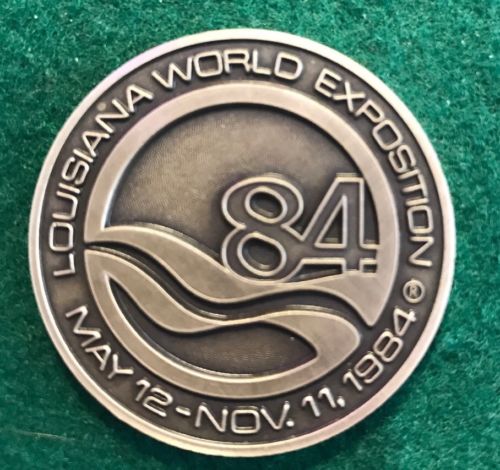 LOUISIANA WORLD EXPOSITION
84
MAY 12-NOV. 11, 1984 ®